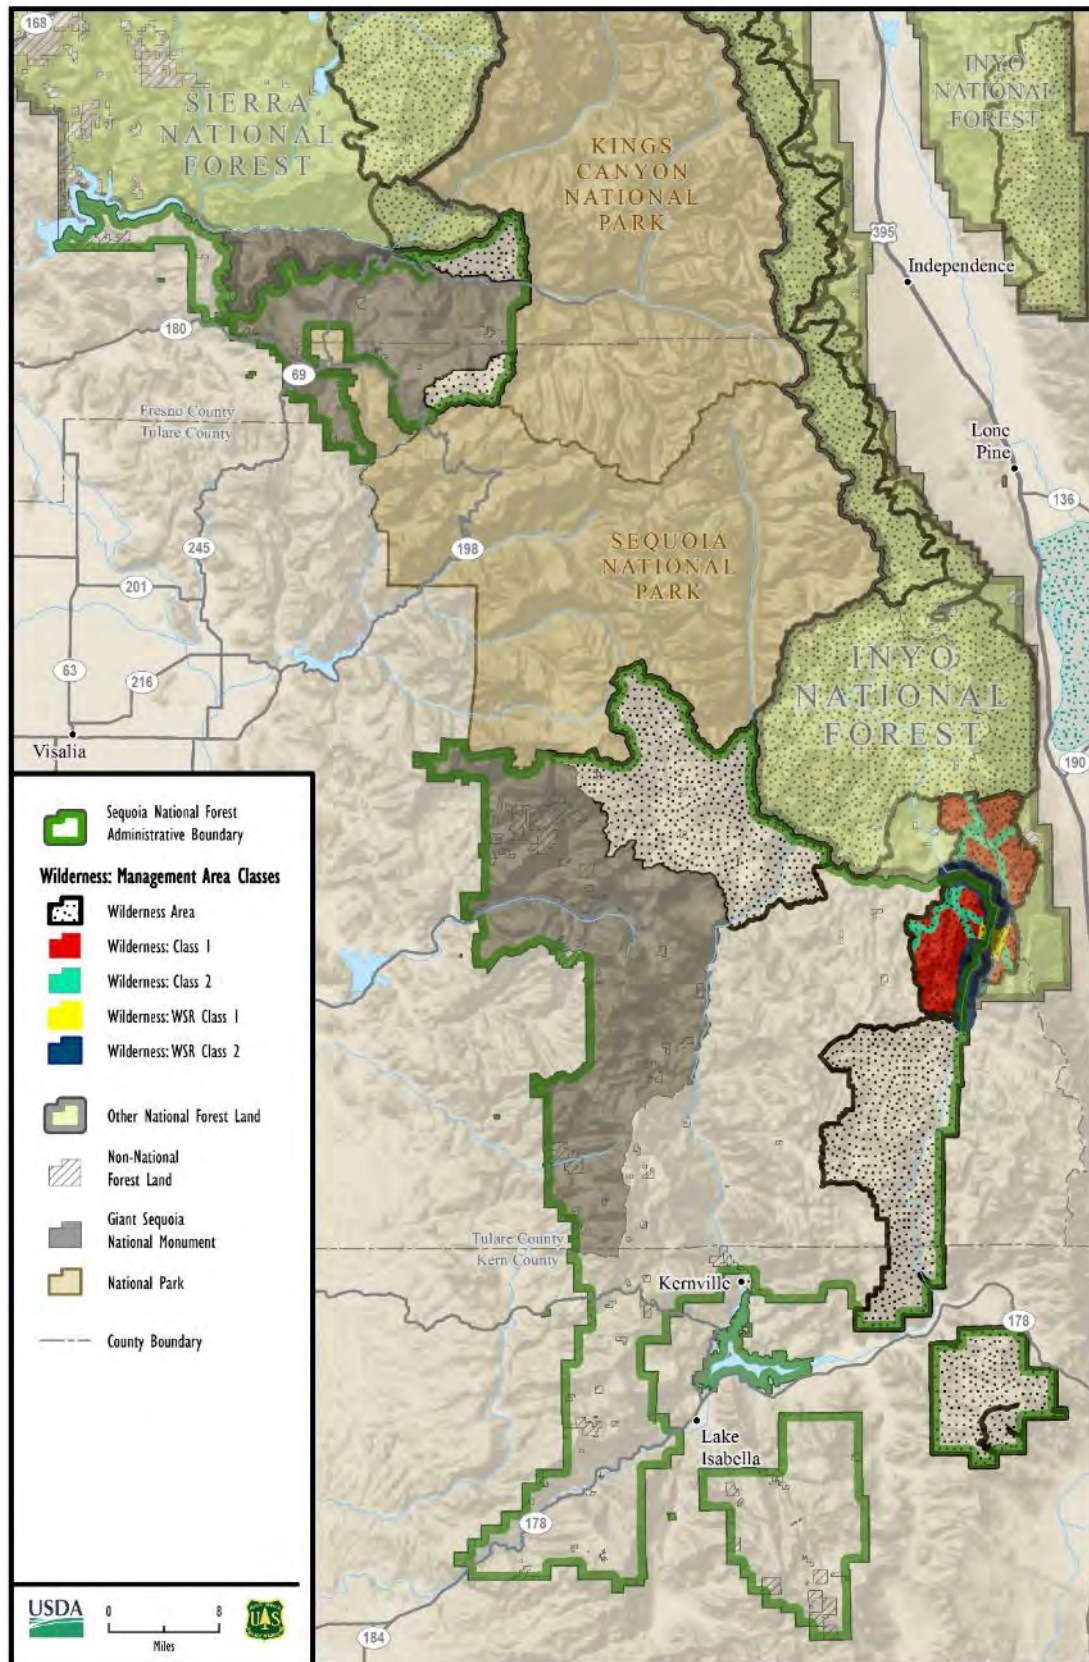 168
SIERRA
NATIONAL
FOREST
KINGS
CANYON
NATIONAL
PARK
INYO
NATIONAL
FOREST
395
Independence
180
69
Fresno County
Tulare County
Lone
Pine
136
245
198
201
SEQUOIA
NATIONAL
PARK
63
216
Visalia
INYO
NATIONAL
FOREST
190
Sequoia National Forest
Administrative Boundary
Wilderness: Management Area Classes
Wilderness Area
Wilderness: Class 1
Wilderness: Class 2
Wilderness: WSR Class 1
Wilderness: WSR Class 2
Other National Forest Land
Non-National
Forest Land
Giant Sequoia
National Monument
National Park
County Boundary
Tulare County
Kern County
Kernville
178
Lake
Isabella
178
184
USDA
0 8
Miles
U S